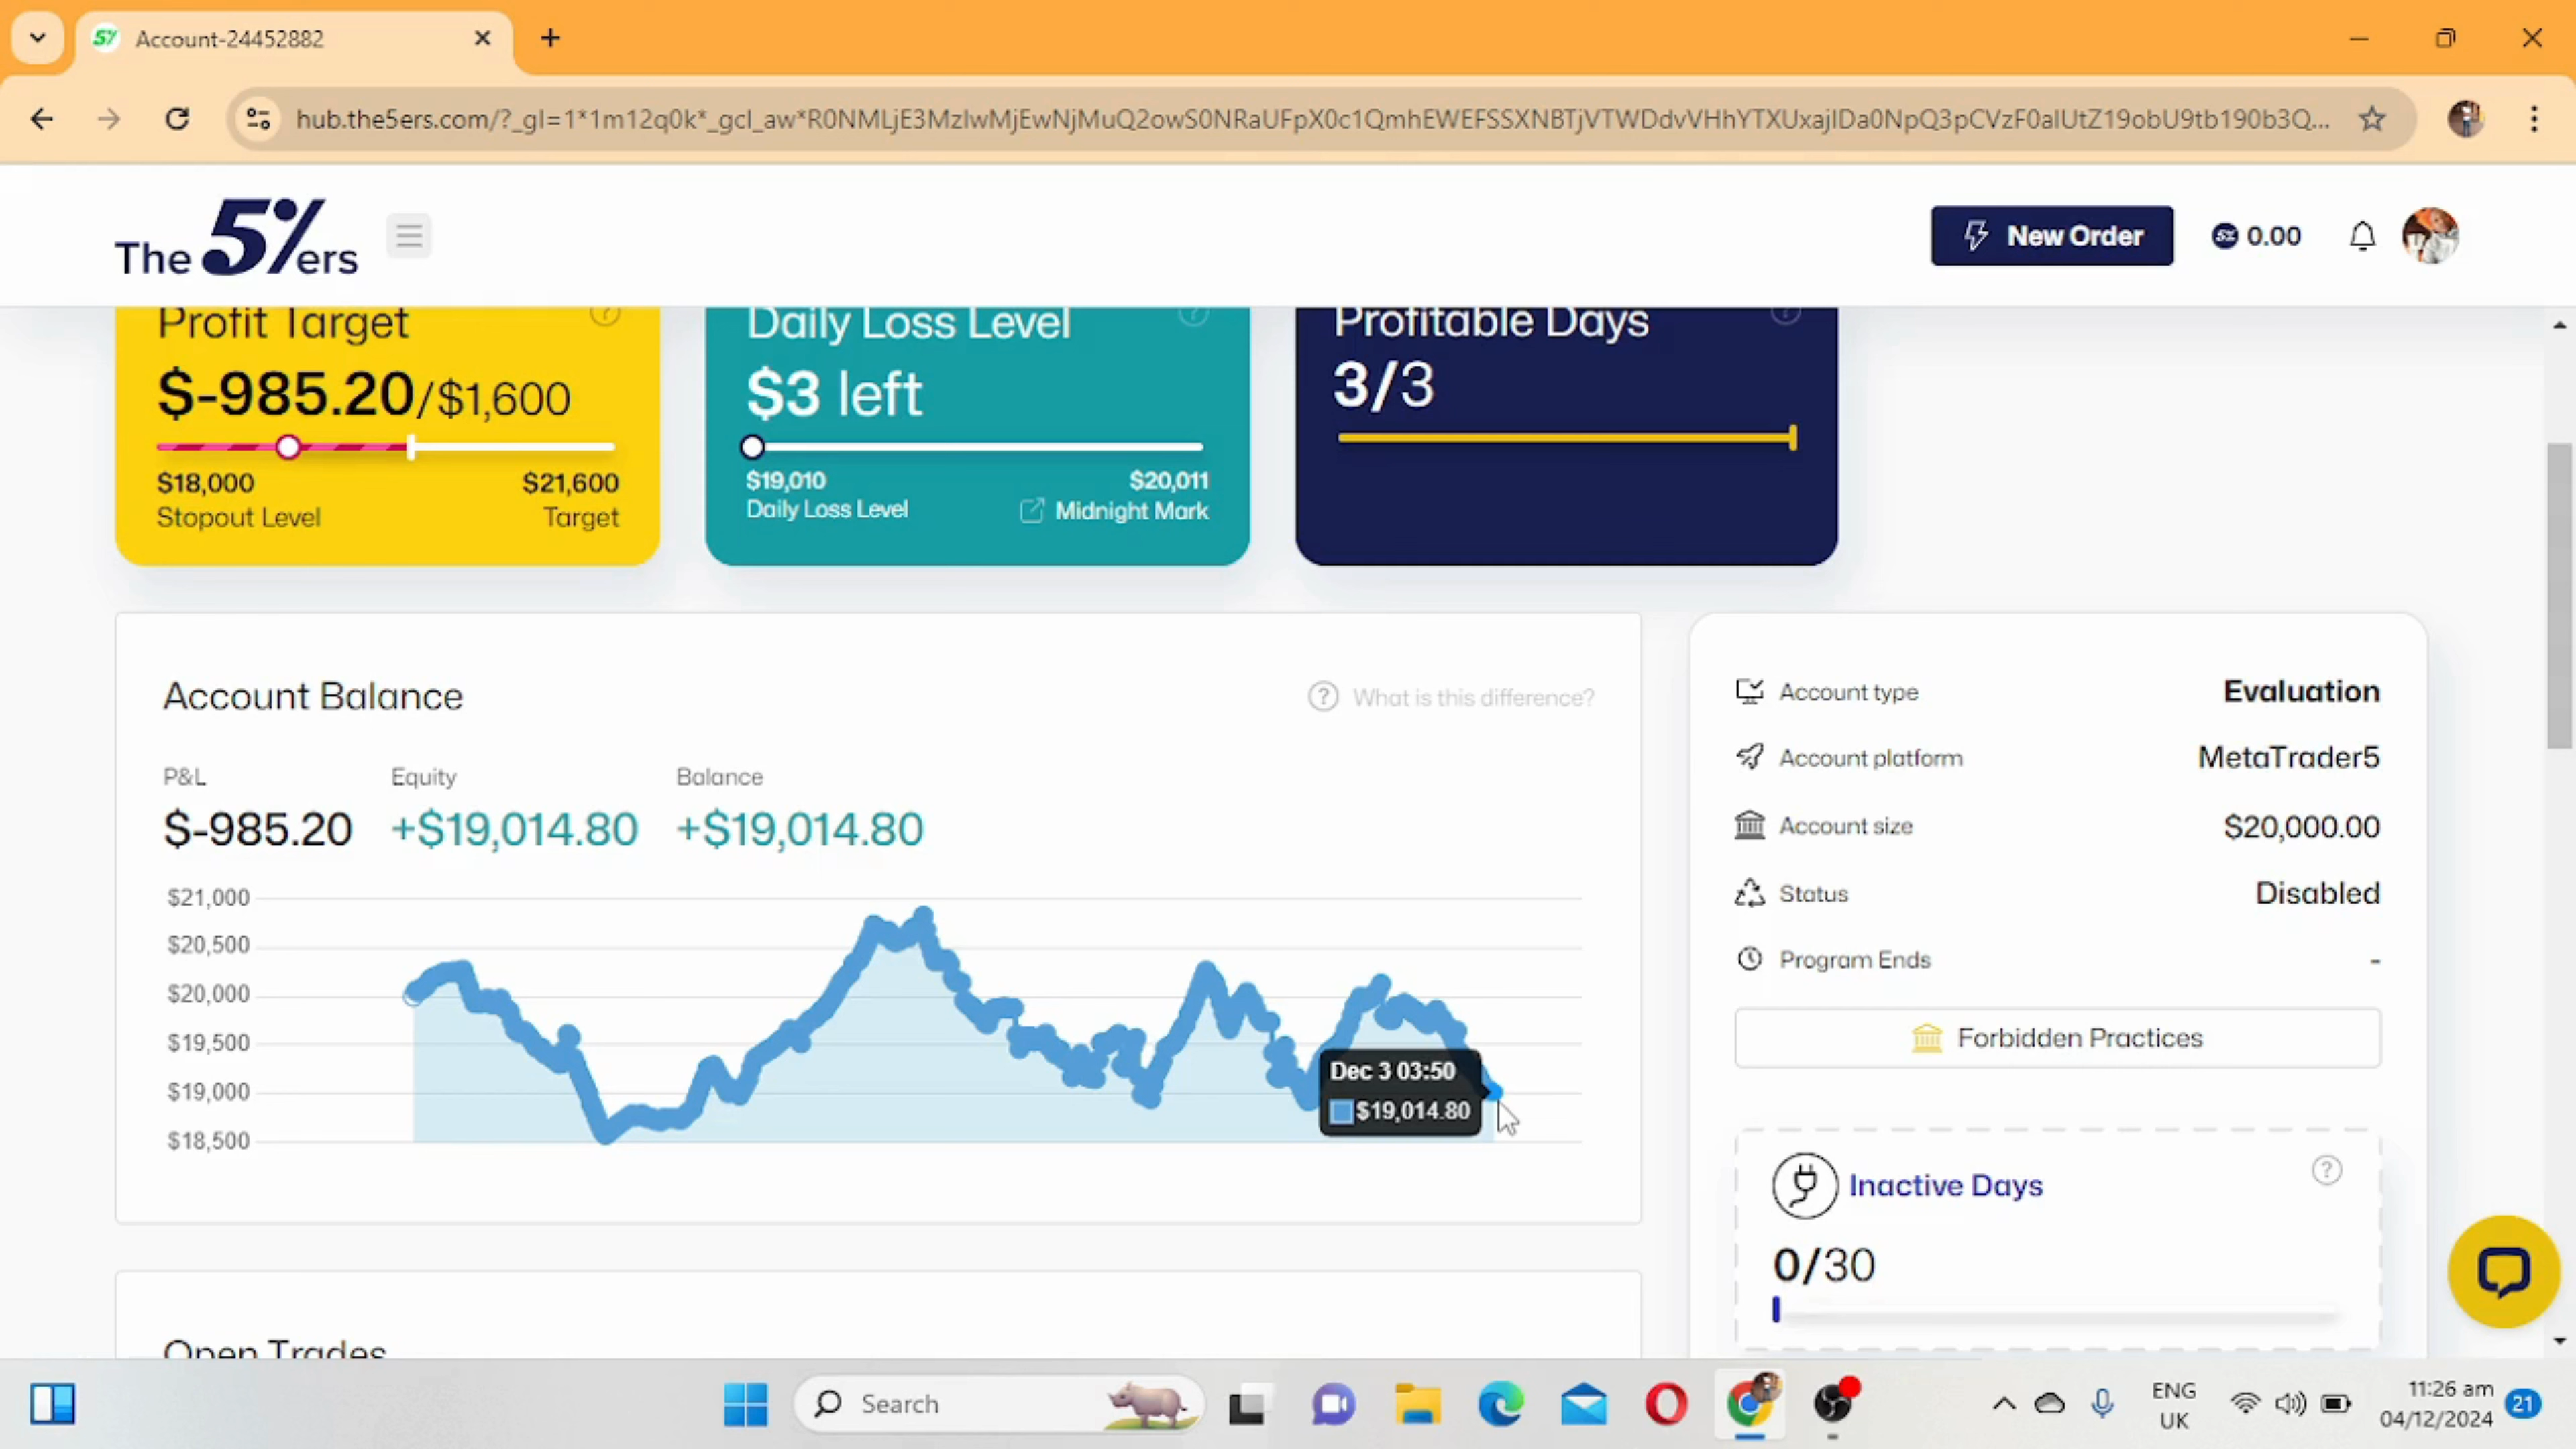 Account-24452882
hub.the5ers.com/?_gl=1*1m12q0k*_gcl_aw*R0NMLjE3MzIwMjEwNjMuQ2owS0NRaUFpX0c1QmhEWEFSSXNBTjVTWDdvVHhYTXUxajlDa0NpQ3pCVzF0alUtZ19obU9tb190b3Q...
The 5%ers
New Order
5% 0.00
Profit Target
$-985.20/$1,600
$18,000 $21,600
Stopout Level Target
Daily Loss Level
$3 left
$19,010 $20,011
Daily Loss Level Midnight Mark
Profitable Days
3/3
Account Balance
What is this difference?
P&L Equity Balance
$-985.20 +$19,014.80 +$19,014.80
$21,000
$20,500
$20,000
$19,500
$19,000
$18,500
Dec 3 03:50
$19,014.80
Account type Evaluation
Account platform MetaTrader5
Account size $20,000.00
Status Disabled
Program Ends -
Forbidden Practices
Inactive Days
0/30
Open Trades
Search
ENG
UK
11:26 am
04/12/2024
21